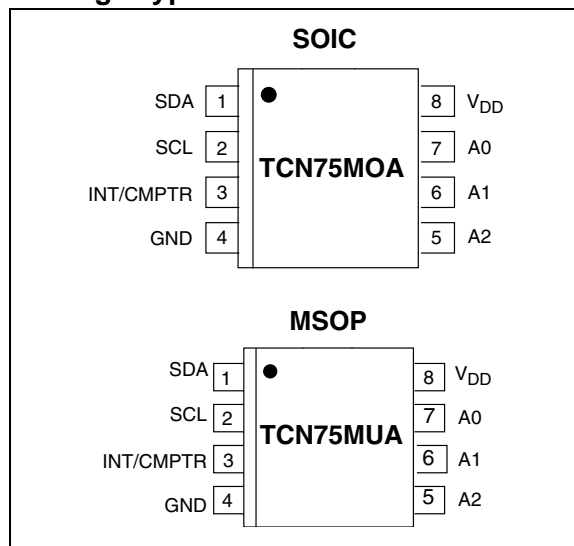 SOIC
SDA 1 8 VDD
SCL 2 TCN75MOA 7 A0
INT/CMPTR 3 6 A1
GND 4 5 A2
MSOP
SDA 1 8 VDD
SCL 2 TCN75MUA 7 A0
INT/CMPTR 3 6 A1
GND 4 5 A2